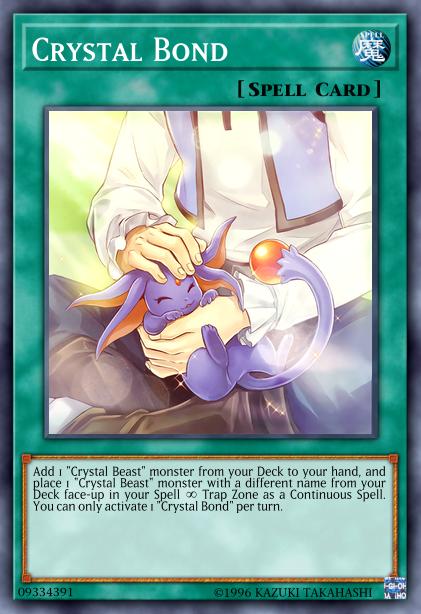 CRYSTAL BOND
SPELL
魔
[SPELL CARD]
Add 1 "Crystal Beast" monster from your Deck to your hand, and
place 1 "Crystal Beast" monster with a different name from your
Deck face-up in your Spell ∞ Trap Zone as a Continuous Spell.
You can only activate 1 "Crystal Bond" per turn.
09334391
©1996 KAZUKI TAKAHASHI